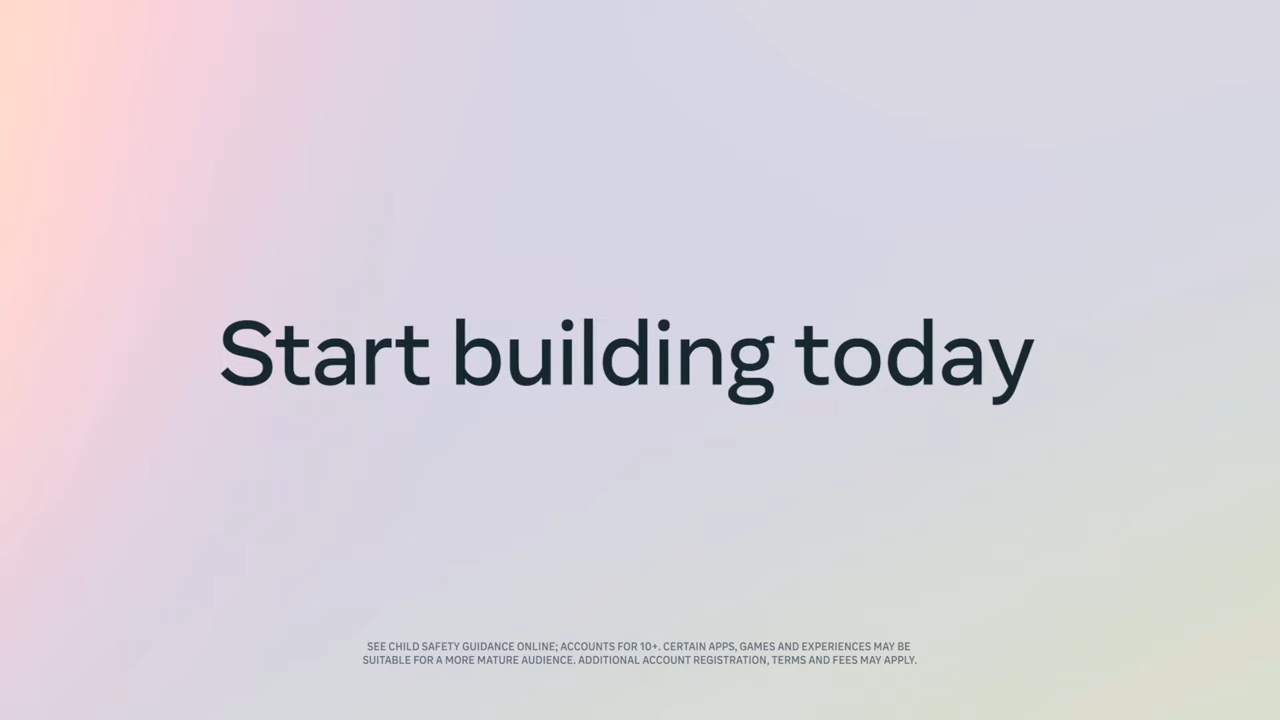 Start building today
SEE CHILD SAFETY GUIDANCE ONLINE; ACCOUNTS FOR 10+. CERTAIN APPS, GAMES AND EXPERIENCES MAY BE
SUITABLE FOR A MORE MATURE AUDIENCE. ADDITIONAL ACCOUNT REGISTRATION, TERMS AND FEES MAY APPLY.